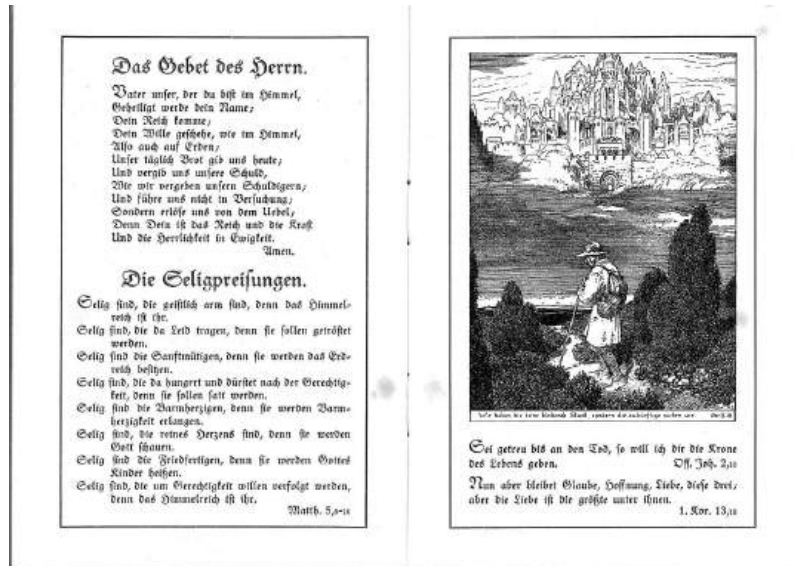 Das Gebet des Herrn.
Vater unser, der du bist im Himmel,
Geheiligt werde dein Name;
Dein Reich komme;
Dein Wille geschehe, wie im Himmel,
Also auch auf Erden;
Unser täglich Brot gib uns heute;
Und vergib uns unsere Schuld,
Wie wir vergeben unsern Schuldigern;
Und führe uns nicht in Versuchung;
Sondern erlöse uns von dem Uebel;
Denn Dein ist das Reich und die Kraft
Und die Herrlichkeit in Ewigkeit.
Amen.
Die Seligpreisungen.
Selig sind, die geistlich arm sind, denn das Himmel-
reich ist ihr.
Selig sind, die da Leid tragen, denn sie sollen getröstet
werden.
Selig sind die Sanftmütigen, denn sie werden das Erd-
reich besitzen.
Selig sind, die da hungert und dürstet nach der Gerechtig-
keit, denn sie sollen satt werden.
Selig sind die Barmherzigen, denn sie werden Barm-
herzigkeit erlangen.
Selig sind, die reines Herzens sind, denn sie werden
Gott schauen.
Selig sind die Friedfertigen, denn sie werden Gottes
Kinder heißen.
Selig sind, die um Gerechtigkeit willen verfolgt werden,
denn das Himmelreich ist ihr.
Matth. 5,3-10
Wir haben hie keine bleibende Stadt, sondern die zukünftige suchen wir.
Sei getreu bis an den Tod, so will ich dir die Krone
des Lebens geben. Off. Joh. 2,10
Nun aber bleibet Glaube, Hoffnung, Liebe, diese drei;
aber die Liebe ist die größte unter ihnen.
1. Kor. 13,13